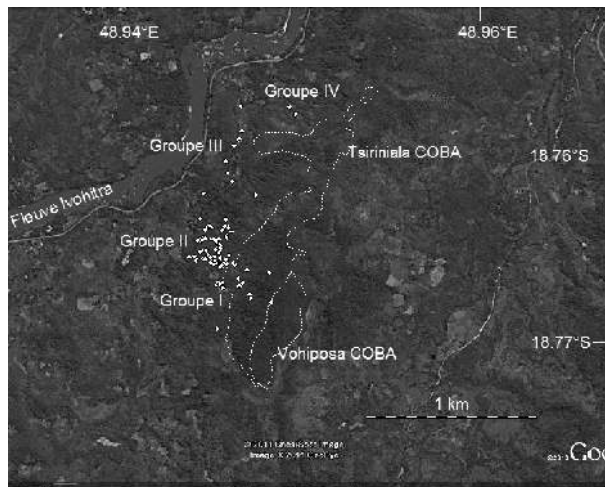 48.94°E
48.96°E
Groupe IV
Groupe III
Tsiriniala COBA
18.76°S
Fleuve Ivohitra
Groupe II
Groupe I
18.77°S
Vohiposa COBA
1 km
Goo